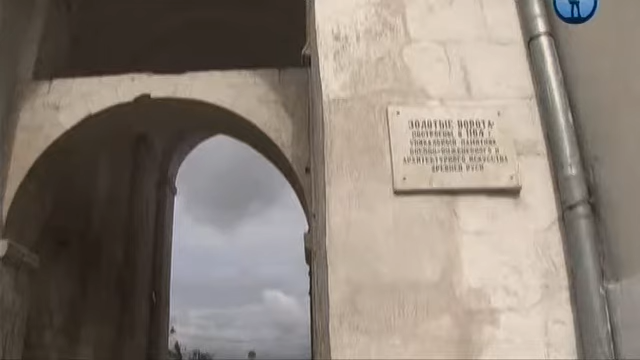 ЗОЛОТЫЕ ВОРОТА
ПОСТРОЕНЫ В 1164 Г.
УНИКАЛЬНЫЙ ПАМЯТНИК
ВОЕННО-ИНЖЕНЕРНОГО И
АРХИТЕКТУРНОГО ИСКУССТВА
ДРЕВНЕЙ РУСИ